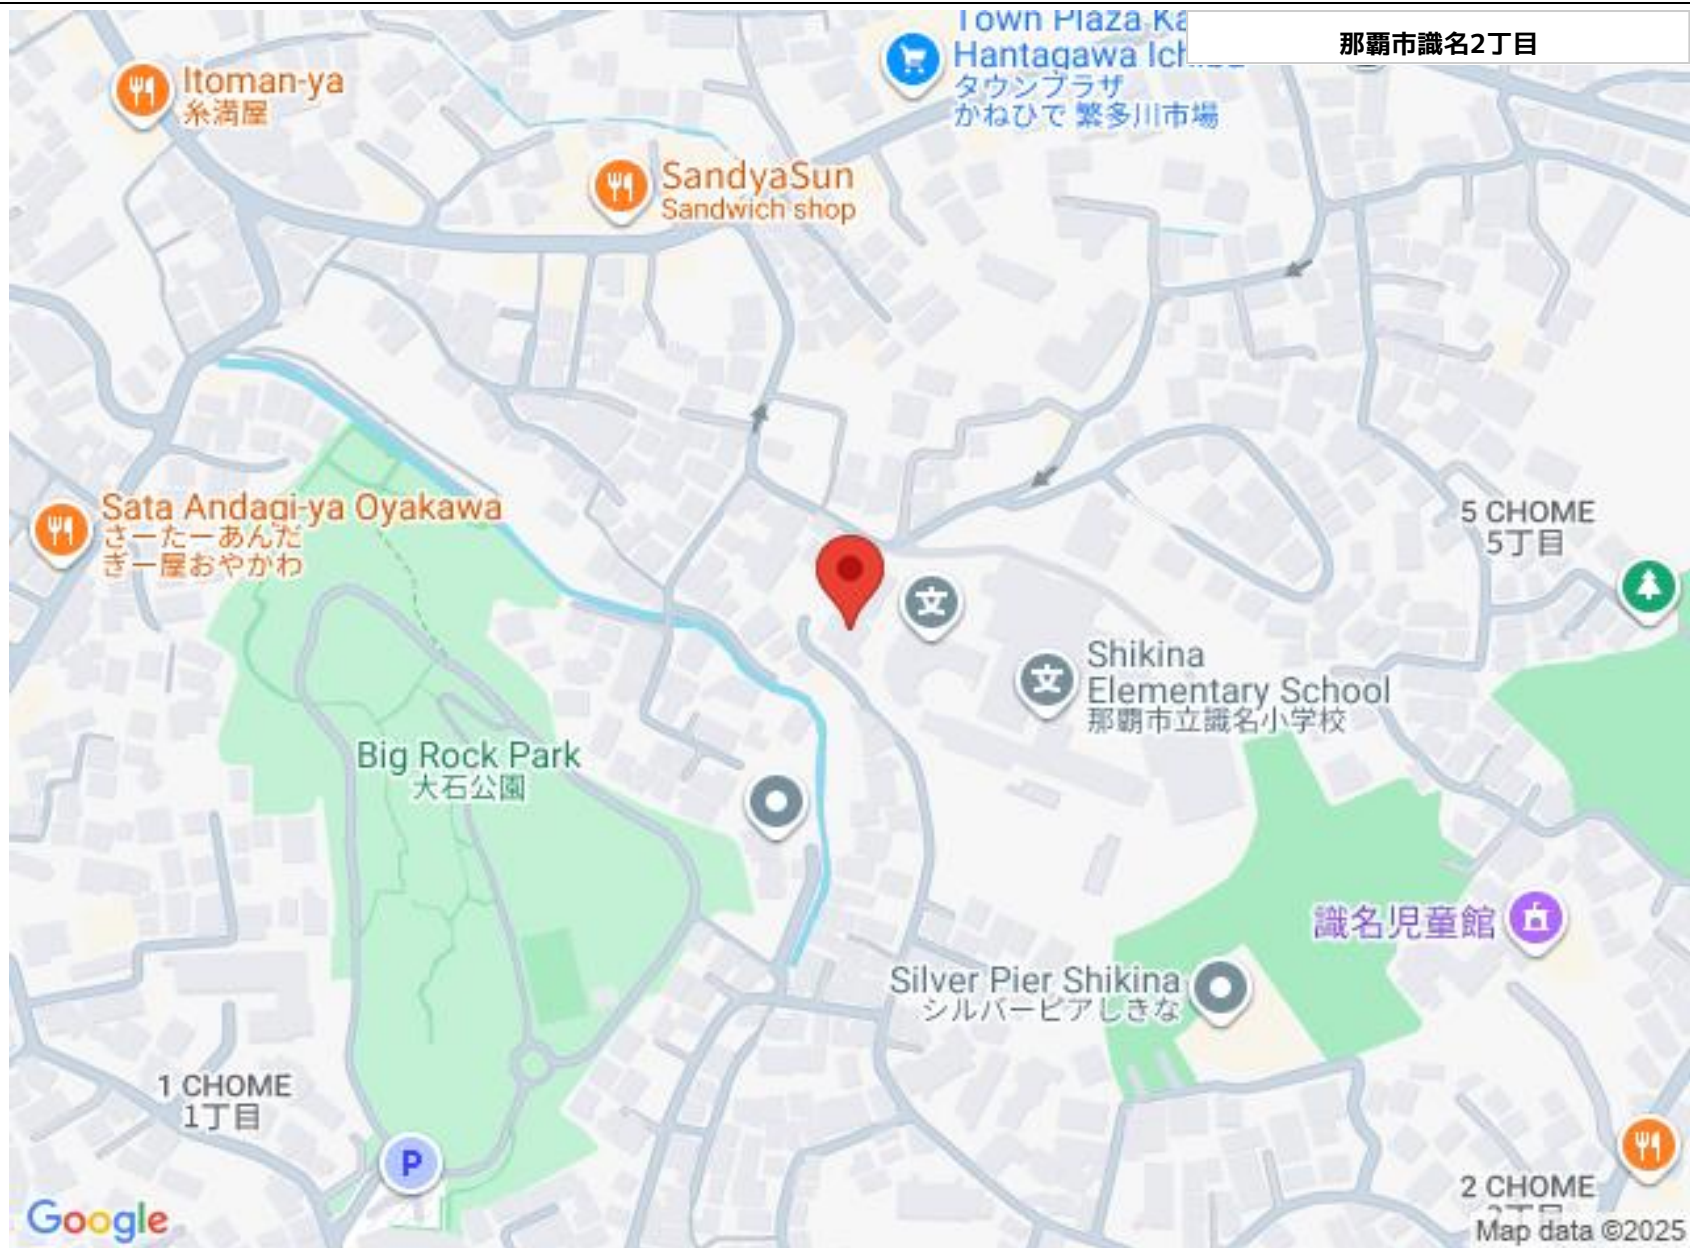 Town Plaza Ka
Hantagawa Ich
タウンプラザ
かねひで 繁多川市場
那覇市識名2丁目
Itoman-ya
糸満屋
SandyaSun
Sandwich shop
Sata Andagi-ya Oyakawa
さーたーあんだ
ぎー屋おやかわ
5 CHOME
5丁目
文
文
Shikina
Elementary School
那覇市立識名小学校
Big Rock Park
大石公園
識名児童館
Silver Pier Shikina
シルバーピアしきな
1 CHOME
1丁目
P
2 CHOME
Google
Map data ©2025